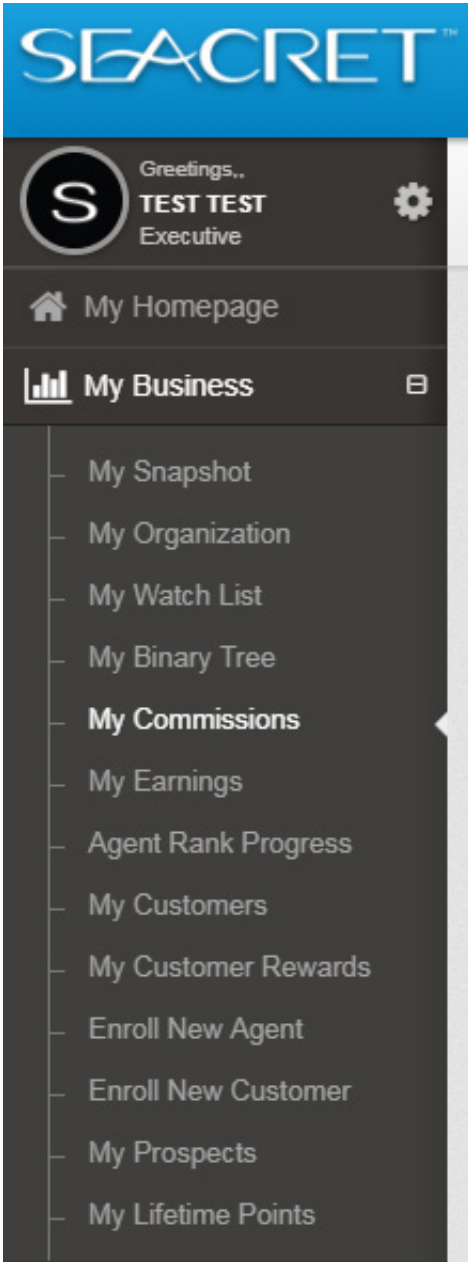 SEACRET™
Greetings..
S
TEST TEST
Executive
My Homepage
My Business
My Snapshot
My Organization
My Watch List
My Binary Tree
My Commissions
My Earnings
Agent Rank Progress
My Customers
My Customer Rewards
Enroll New Agent
Enroll New Customer
My Prospects
My Lifetime Points